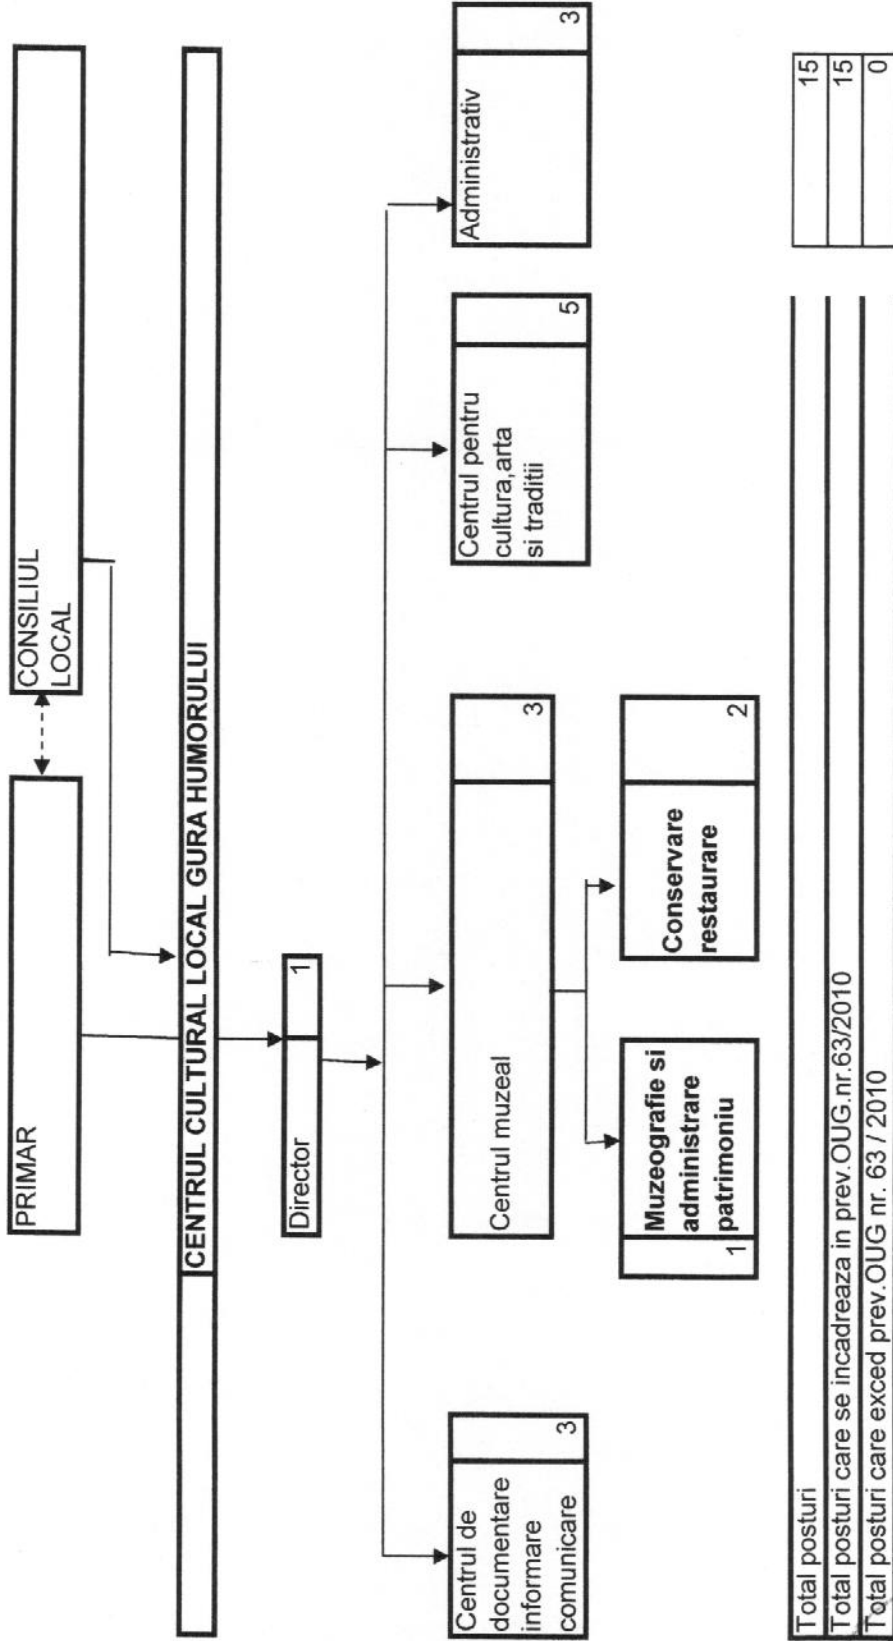 PRIMAR
CONSILIUL
LOCAL
CENTRUL CULTURAL LOCAL GURA HUMORULUI
Director 1
Centrul de
documentare
informare
comunicare
3
Centrul muzeal 3
Centrul pentru
cultura,arta
si traditii
5
Administrativ 3
1
Muzeografie si
administrare
patrimoniu
Conservare
restaurare
2
Total posturi 15
Total posturi care se incadreaza in prev.OUG.nr.63/2010 15
Total posturi care exced prev.OUG nr. 63 / 2010 0